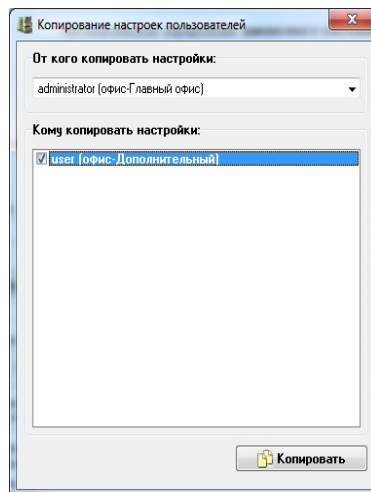 Копирование настроек пользователей
От кого копировать настройки:
administrator (офис-Главный офис)
Кому копировать настройки:
user (офис-Дополнительный)
Копировать